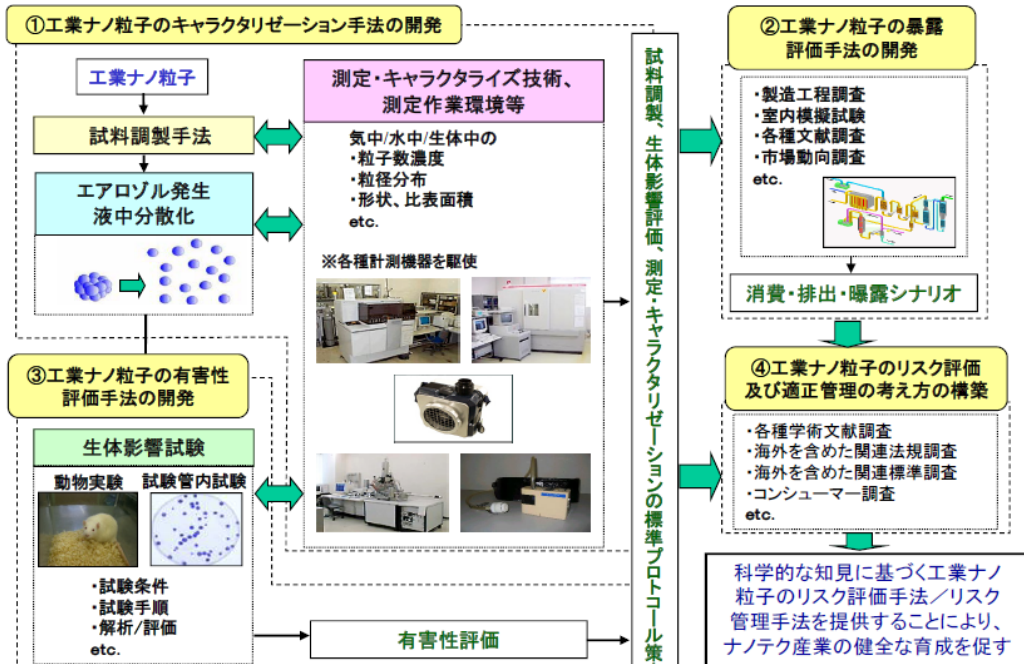 ①工業ナノ粒子のキャラクタリゼーション手法の開発
工業ナノ粒子
試料調製手法
エアロゾル発生
液中分散化
測定・キャラクタライズ技術、
測定作業環境等
気中/水中/生体中の
・粒子数濃度
・粒径分布
・形状、比表面積
etc.
※各種計測機器を駆使
③工業ナノ粒子の有害性
評価手法の開発
生体影響試験
動物実験
試験管内試験
・試験条件
・試験手順
・解析/評価
etc.
有害性評価
試料調製、生体影響評価、測定・キャラクタリゼーションの標準プロトコール策
②工業ナノ粒子の暴露
評価手法の開発
・製造工程調査
・室内模擬試験
・各種文献調査
・市場動向調査
etc.
消費・排出・曝露シナリオ
④工業ナノ粒子のリスク評価
及び適正管理の考え方の構築
・各種学術文献調査
・海外を含めた関連法規調査
・海外を含めた関連標準調査
・コンシューマー調査
etc.
科学的な知見に基づく工業ナノ
粒子のリスク評価手法／リスク
管理手法を提供することにより、
ナノテク産業の健全な育成を促す